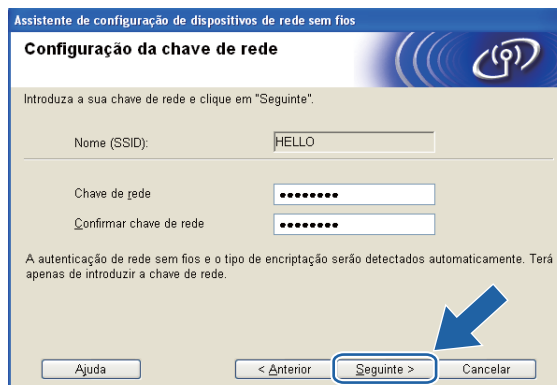 Assistente de configuração de dispositivos de rede sem fios
Configuração da chave de rede
Introduza a sua chave de rede e clique em "Seguinte".
Nome (SSID): HELLO
Chave de rede ●●●●●●●●
Confirmar chave de rede ●●●●●●●●
A autenticação de rede sem fios e o tipo de encriptação serão detectados automaticamente. Terá
apenas de introduzir a chave de rede.
Ajuda < Anterior Seguinte > Cancelar